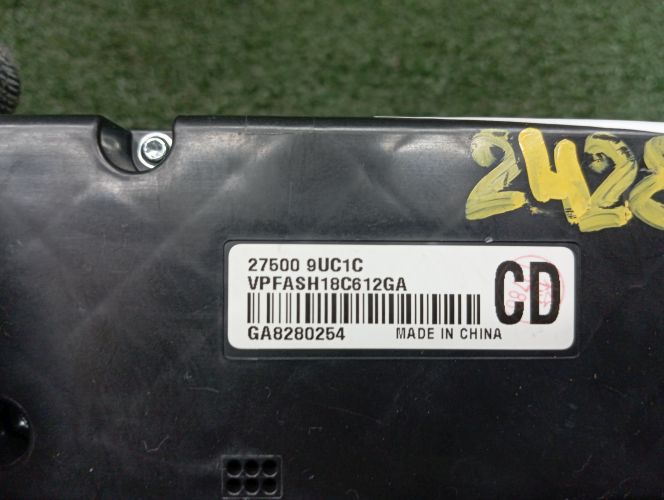 2428
27500 9UC1C
VPFASH18C612GA
GA8280254
MADE IN CHINA
CD